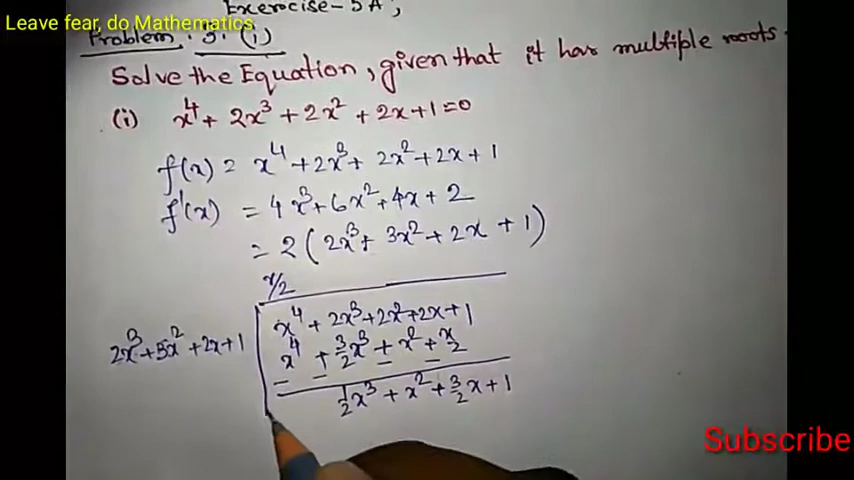 Exercise-5A,
Leave fear, do Mathematics
Problem. 5. (i)
Solve the Equation, given that it has multiple roots.
(i) x⁴ + 2x³ + 2x² + 2x + 1 = 0
f(x) = x⁴ + 2x³ + 2x² + 2x + 1
f'(x) = 4x³ + 6x² + 4x + 2
= 2 ( 2x³ + 3x² + 2x + 1 )
x/2
x⁴ + 2x³ + 2x² + 2x + 1
2x³ + 3x² + 2x + 1
x⁴ + 3/2 x³ + x² + x/2
− − − −
1/2 x³ + x² + 3/2 x + 1
Subscribe